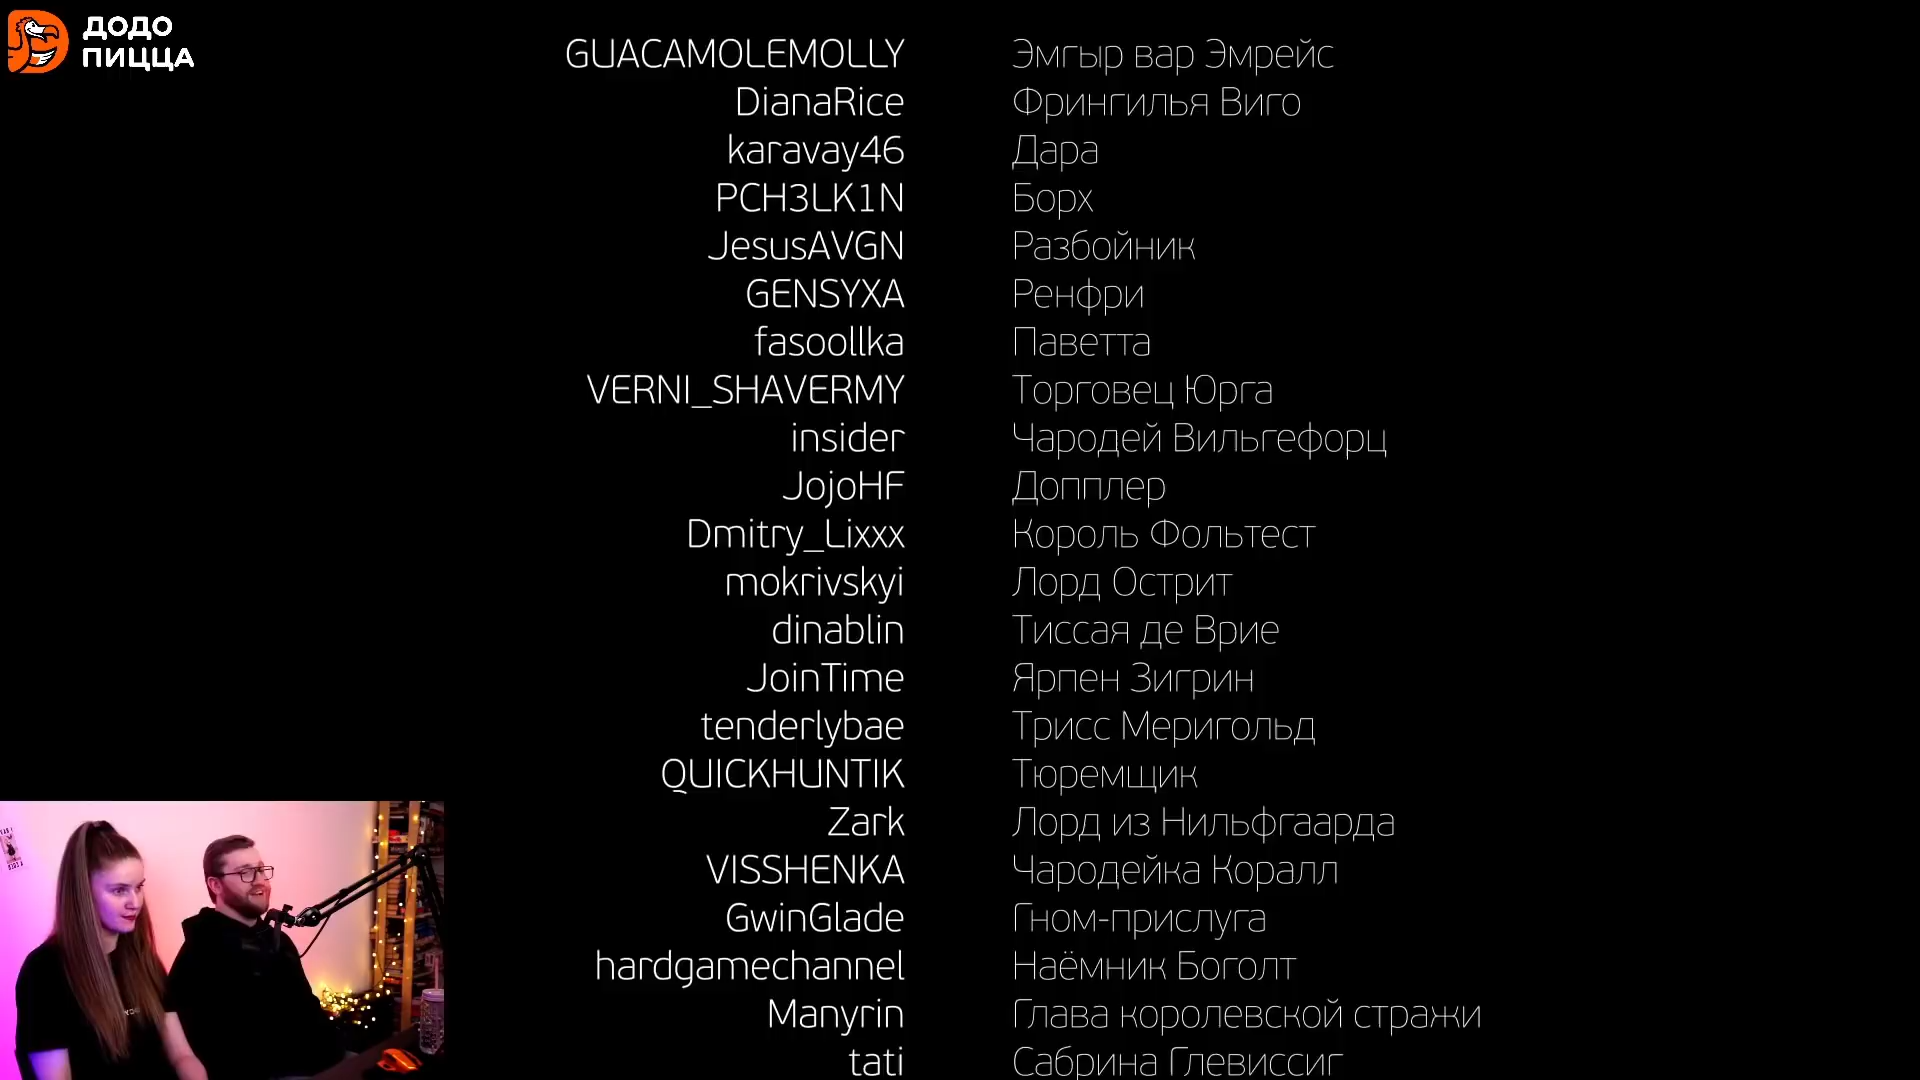 ДОДО
ПИЦЦА
GUACAMOLEMOLLY Эмгыр вар Эмрейс
DianaRice Фрингилья Виго
karavay46 Дара
PCH3LK1N Борх
JesusAVGN Разбойник
GENSYXA Ренфри
fasoollka Паветта
VERNI_SHAVERMY Торговец Юрга
insider Чародей Вильгефорц
JojoHF Допплер
Dmitry_Lixxx Король Фольтест
mokrivskyi Лорд Острит
dinablin Тиссая де Врие
JoinTime Ярпен Зигрин
tenderlybae Трисс Меригольд
QUICKHUNTIK Тюремщик
Zark Лорд из Нильфгаарда
VISSHENKA Чародейка Коралл
GwinGlade Гном-прислуга
hardgamechannel Наёмник Боголт
Manyrin Глава королевской стражи
tati Сабрина Глевиссиг